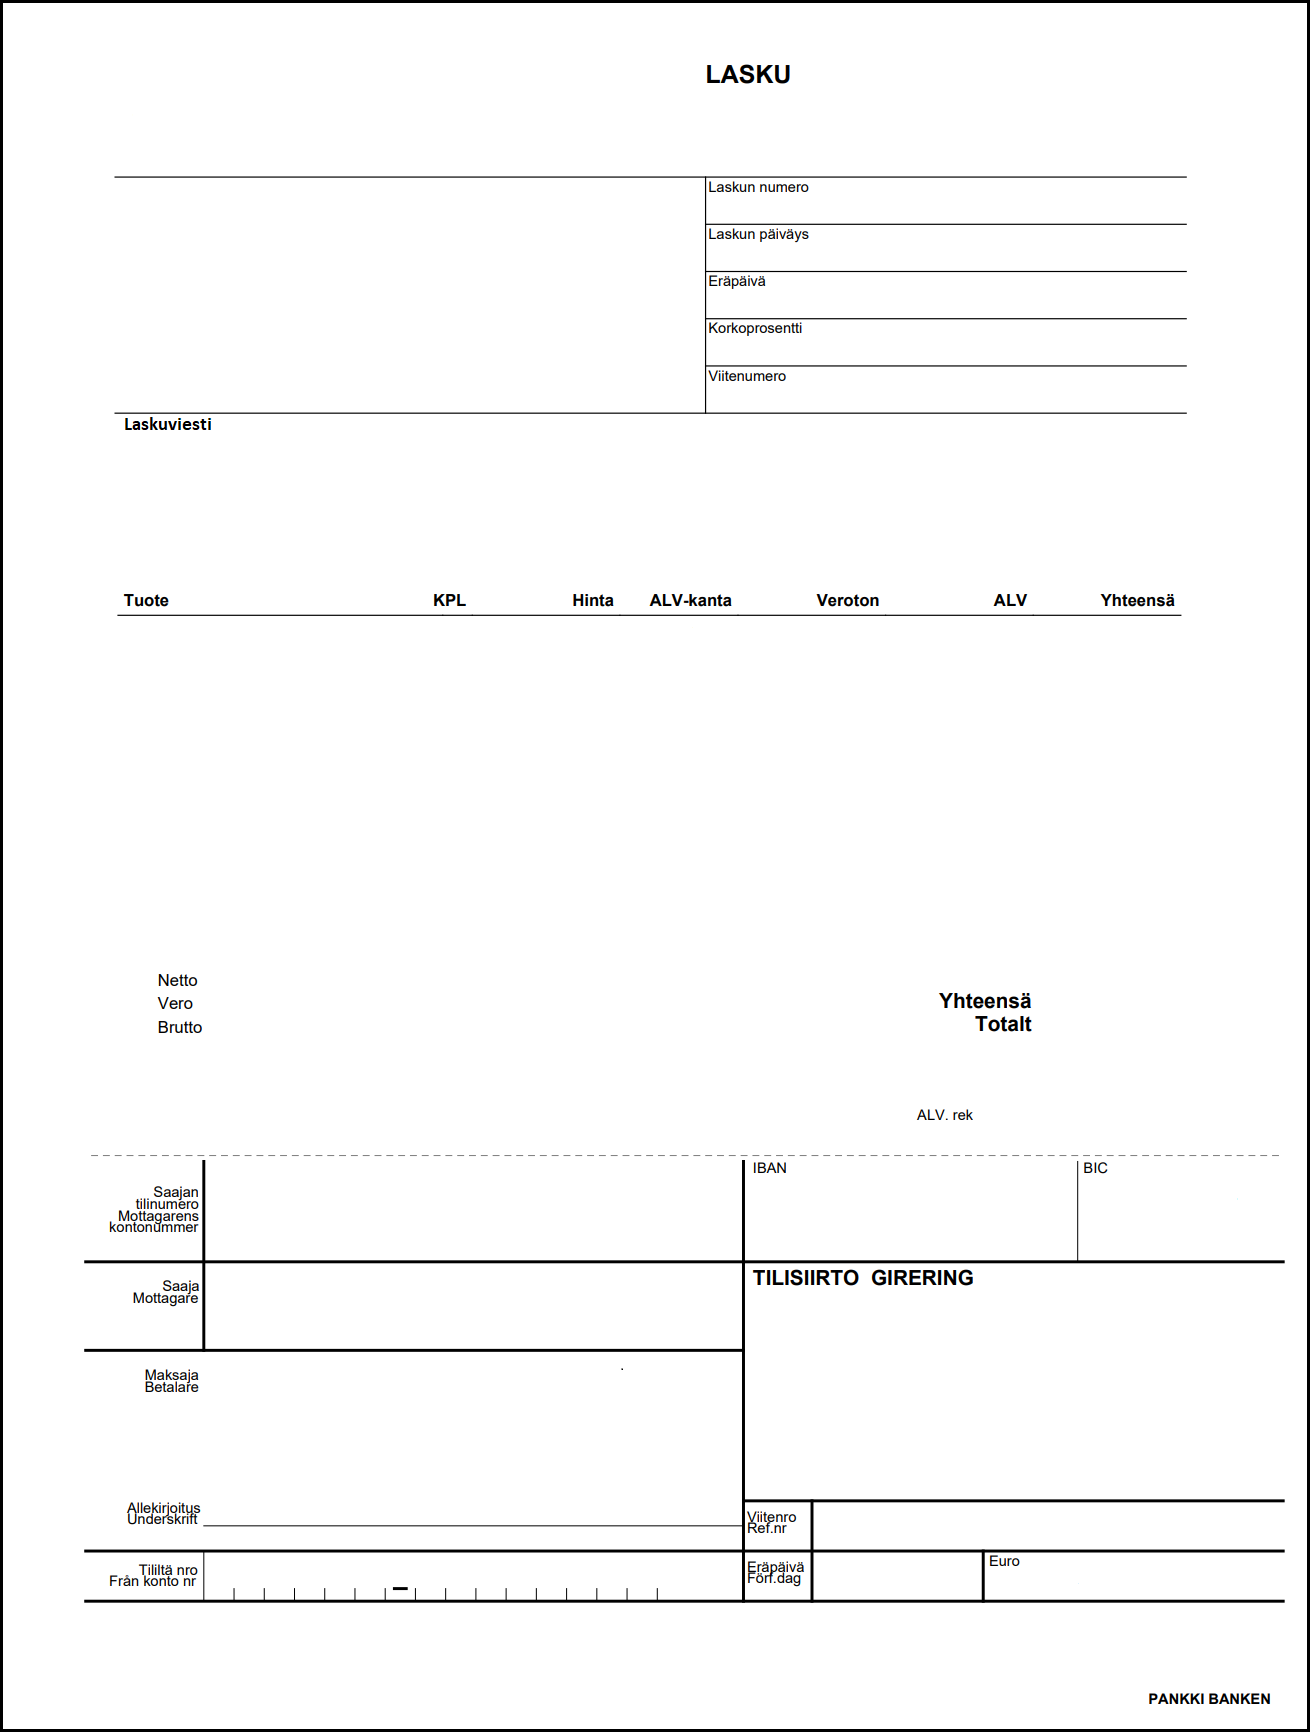 LASKU
Laskun numero
Laskun päiväys
Eräpäivä
Korkoprosentti
Viitenumero
Laskuviesti
Tuote KPL Hinta ALV-kanta Veroton ALV Yhteensä
Netto
Vero
Brutto
Yhteensä
Totalt
ALV. rek
Saajan
tilinumero
Mottagarens
kontonummer
IBAN
BIC
Saaja
Mottagare
TILISIIRTO GIRERING
Maksaja
Betalare
Allekirjoitus
Underskrift
Viitenro
Ref.nr
Tililtä nro
Från konto nr
Eräpäivä
Förf.dag
Euro
PANKKI BANKEN